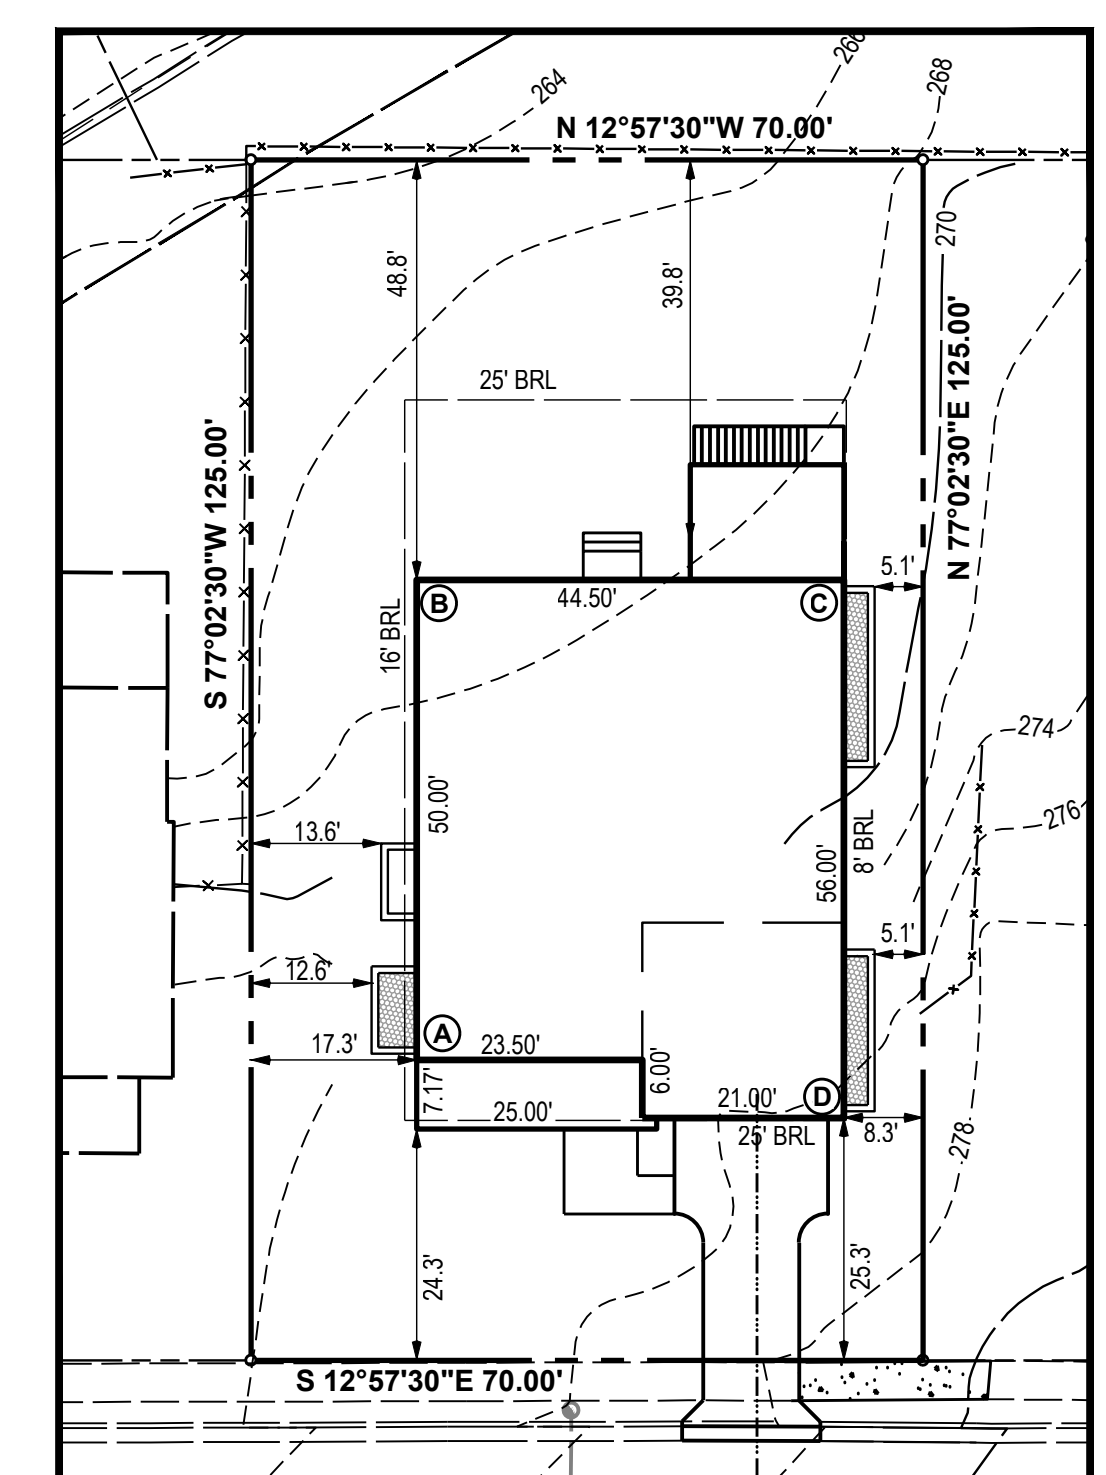 266
268
264
N 12°57'30"W 70.00'
270
48.8'
39.8'
N 77°02'30"E 125.00'
25' BRL
S 77°02'30"W 125.00'
5.1'
B
44.50'
C
16' BRL
274
50.00'
276
13.6'
8' BRL
56.00'
5.1'
12.6'
A
17.3'
23.50'
6.00'
7.17'
25.00'
21.00'
D
25' BRL
8.3'
278
24.3'
25.3'
S 12°57'30"E 70.00'